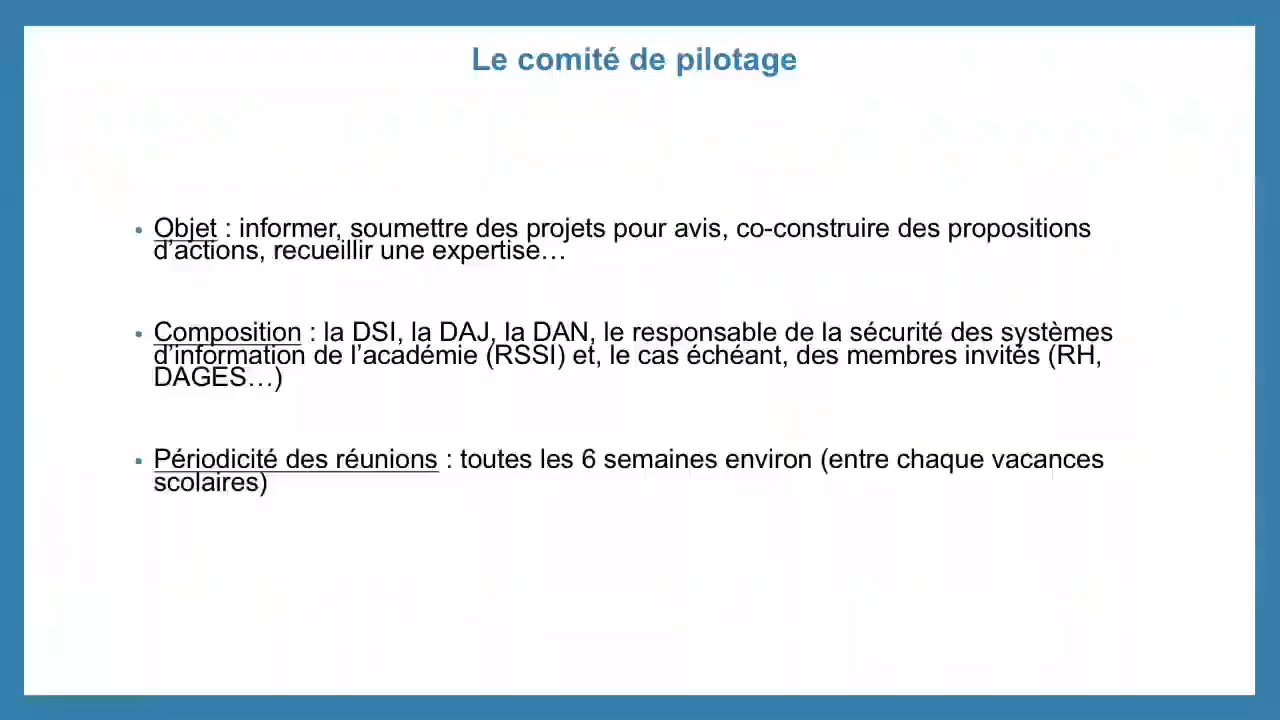 Le comité de pilotage
• Objet : informer, soumettre des projets pour avis, co-construire des propositions
d’actions, recueillir une expertise…
• Composition : la DSI, la DAJ, la DAN, le responsable de la sécurité des systèmes
d’information de l’académie (RSSI) et, le cas échéant, des membres invités (RH,
DAGES…)
• Périodicité des réunions : toutes les 6 semaines environ (entre chaque vacances
scolaires)